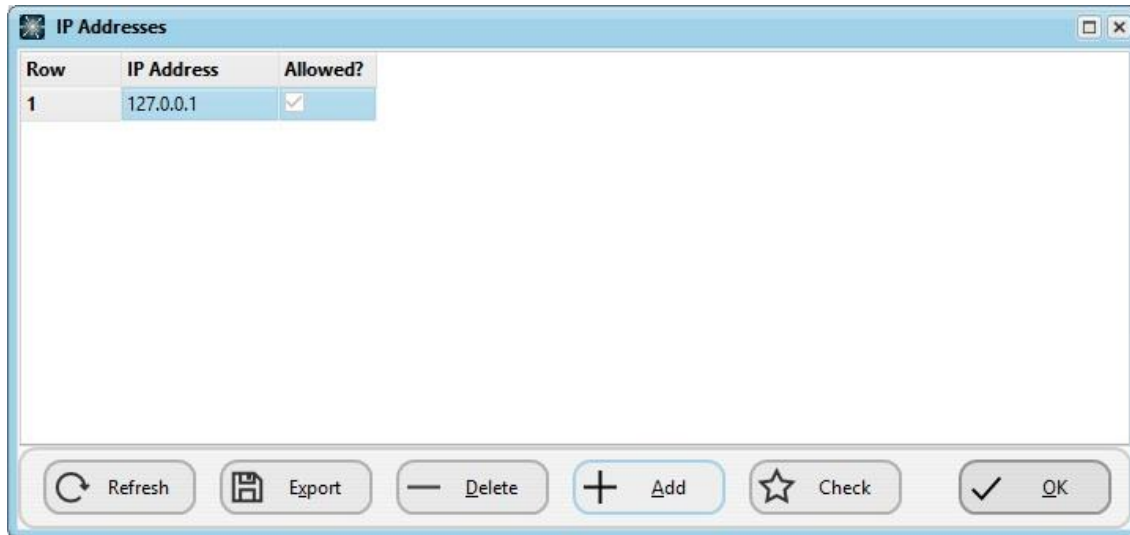 IP Addresses
Row IP Address Allowed?
1 127.0.0.1
Refresh Export Delete Add Check OK